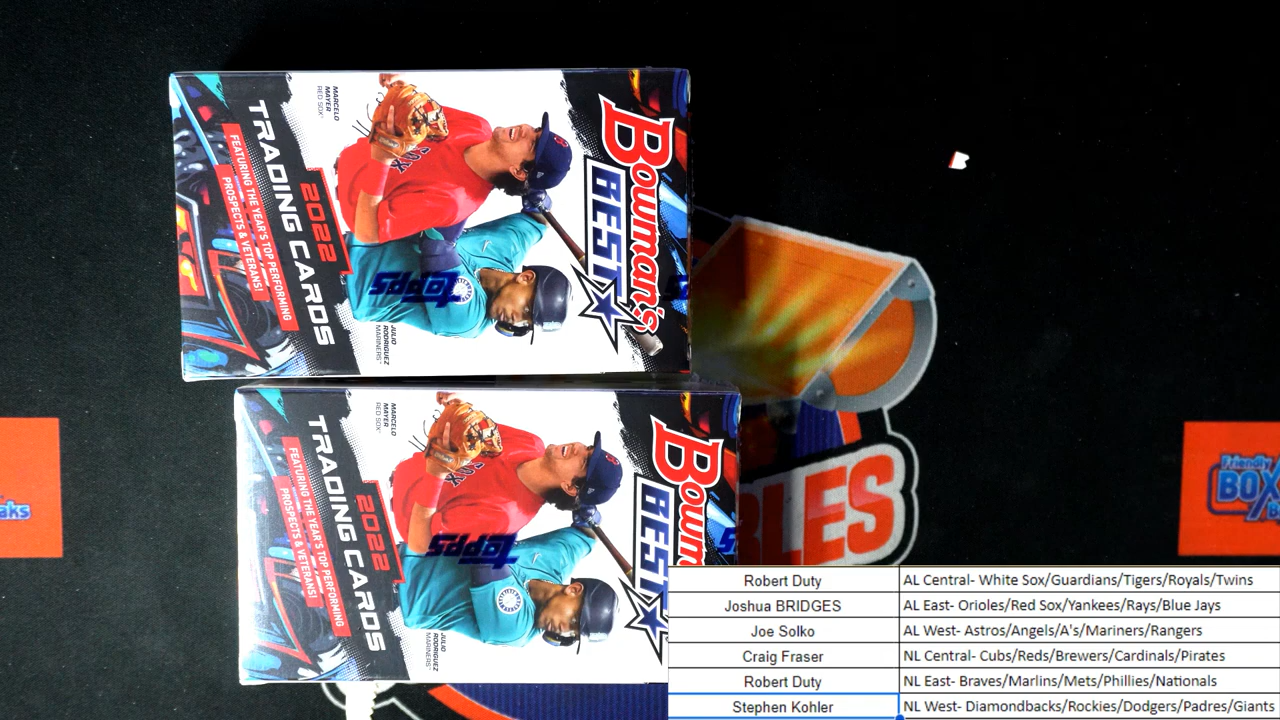 Bowman's
BEST
MARCELO
MAYER
RED SOX
2022
TRADING CARDS
FEATURING THE YEAR'S TOP PERFORMING
PROSPECTS & VETERANS!
topps
JULIO
RODRIGUEZ
MARINERS
Bowm
BEST
MARCELO
MAYER
RED SOX
2022
TRADING CARDS
FEATURING THE YEAR'S TOP PERFORMING
PROSPECTS & VETERANS!
topps
JULIO
RODRIGUEZ
MARINERS
BLES
aks
Friendly
BOX
Robert Duty AL Central- White Sox/Guardians/Tigers/Royals/Twins
Joshua BRIDGES AL East- Orioles/Red Sox/Yankees/Rays/Blue Jays
Joe Solko AL West- Astros/Angels/A's/Mariners/Rangers
Craig Fraser NL Central- Cubs/Reds/Brewers/Cardinals/Pirates
Robert Duty NL East- Braves/Marlins/Mets/Phillies/Nationals
Stephen Kohler NL West- Diamondbacks/Rockies/Dodgers/Padres/Giants